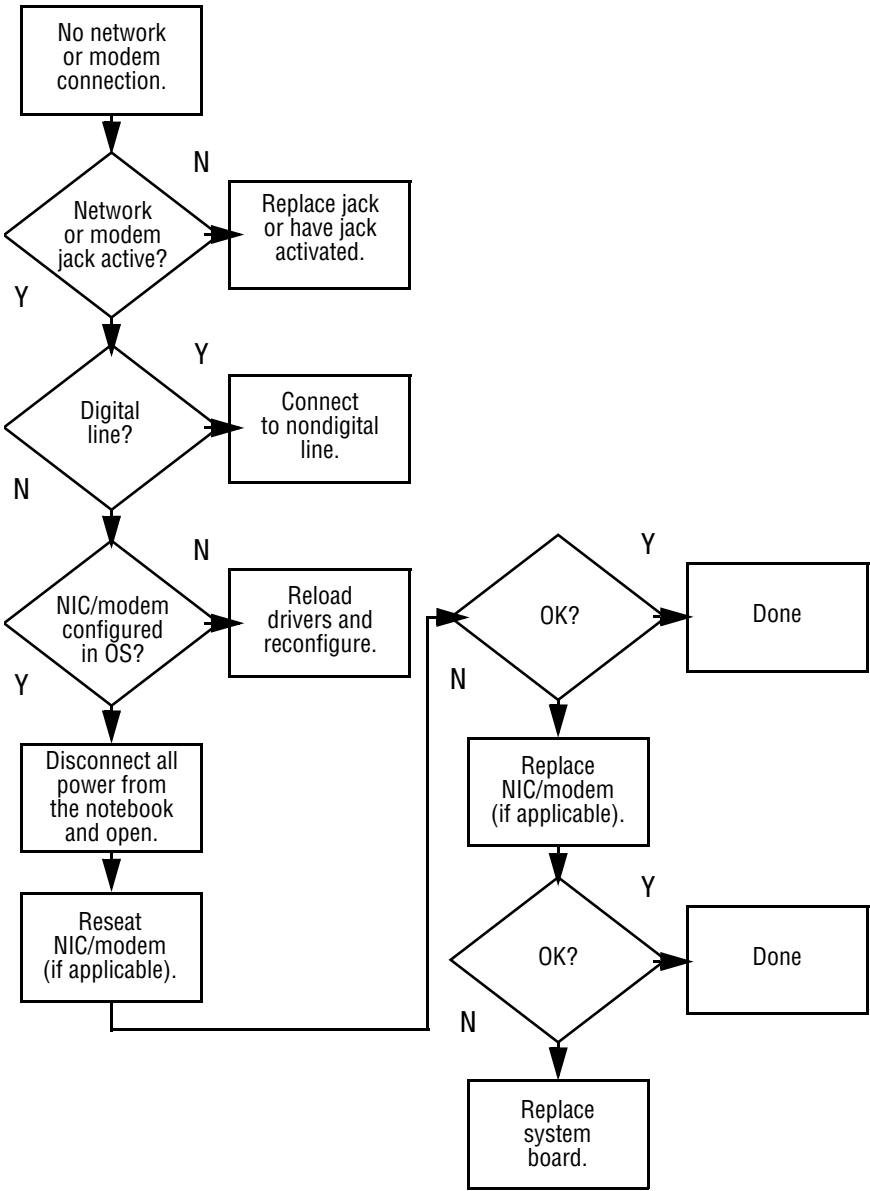 No network
or modem
connection.
N
Network
or modem
jack active?
Replace jack
or have jack
activated.
Y
Y
Digital
line?
Connect
to nondigital
line.
N
N
NIC/modem
configured
in OS?
Reload
drivers and
reconfigure.
Y
Disconnect all
power from
the notebook
and open.
Reseat
NIC/modem
(if applicable).
Y
OK?
Done
N
Replace
NIC/modem
(if applicable).
Y
OK?
Done
N
Replace
system
board.